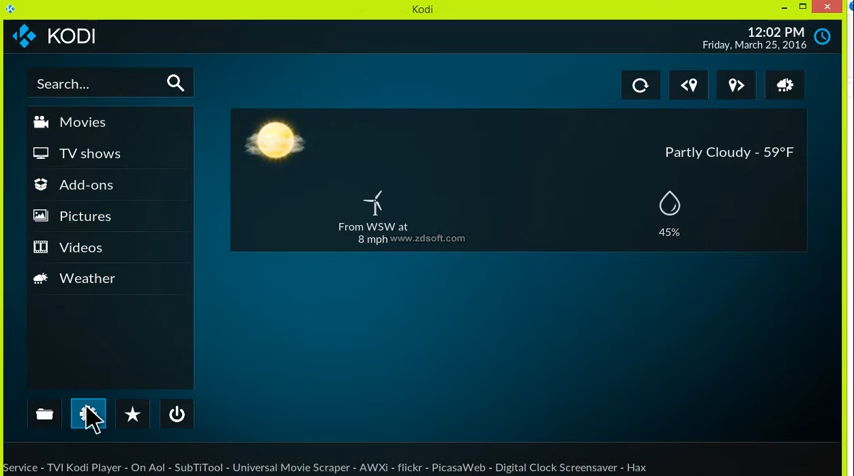 Kodi
KODI
12:02 PM
Friday, March 25, 2016
Search...
Movies
TV shows
Add-ons
Pictures
Videos
Weather
Partly Cloudy - 59°F
From WSW at
8 mph
www.zdsoft.com
45%
Service - TVI Kodi Player - On Aol - SubTiTool - Universal Movie Scraper - AWXi - flickr - PicasaWeb - Digital Clock Screensaver - Hax